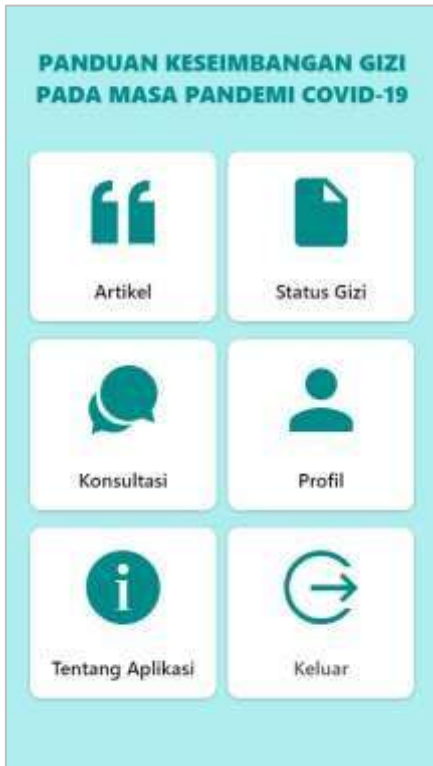 PANDUAN KESEIMBANGAN GIZI
PADA MASA PANDEMI COVID-19
Artikel
Status Gizi
Konsultasi
Profil
Tentang Aplikasi
Keluar